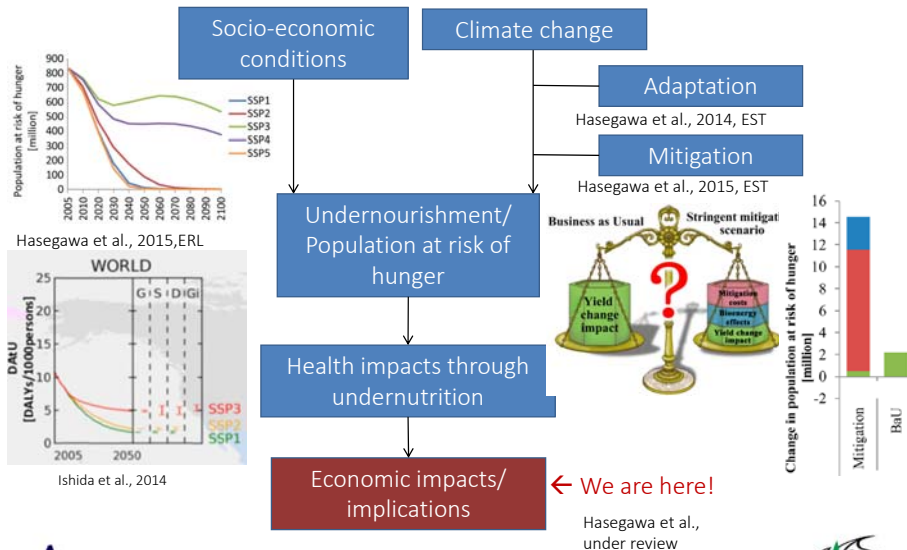 Socio-economic
conditions
Climate change
Adaptation
Hasegawa et al., 2014, EST
Mitigation
Hasegawa et al., 2015, EST
Population at risk of hunger
[million]
900
800
700
600
500
400
300
200
100
0
2005
2010
2020
2030
2040
2050
2060
2070
2080
2090
2100
SSP1
SSP2
SSP3
SSP4
SSP5
Hasegawa et al., 2015,ERL
Undernourishment/
Population at risk of
hunger
Business as Usual
Stringent mitigat
scenario
?
Yield
change
impact
Mitigation
costs
Bioenergy
effects
Yield change
impact
Change in population at risk of hunger
[million]
16
14
12
10
8
6
4
2
0
-2
Mitigation
BaU
WORLD
DAtU
[DALYs/1000persons]
25
20
15
10
5
0
G S D Gi
SSP3
SSP2
SSP1
2005
2050
Ishida et al., 2014
Health impacts through
undernutrition
Economic impacts/
implications
← We are here!
Hasegawa et al.,
under review